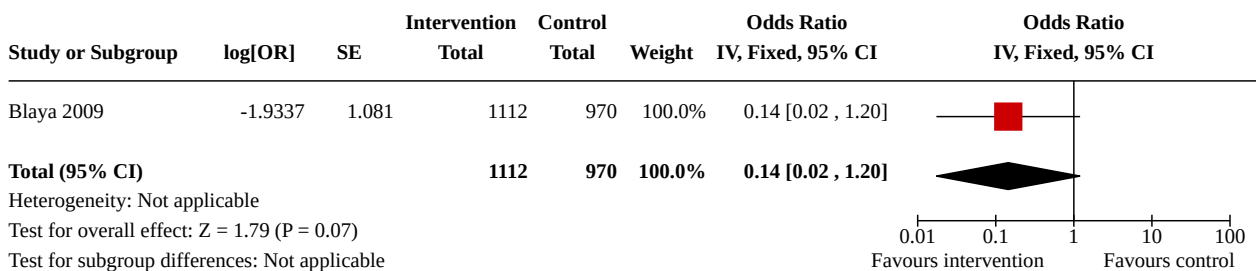 Intervention Control Odds Ratio Odds Ratio
Study or Subgroup log[OR] SE Total Total Weight IV, Fixed, 95% CI IV, Fixed, 95% CI
Blaya 2009 -1.9337 1.081 1112 970 100.0% 0.14 [0.02 , 1.20]
Total (95% CI) 1112 970 100.0% 0.14 [0.02 , 1.20]
Heterogeneity: Not applicable
Test for overall effect: Z = 1.79 (P = 0.07)
Test for subgroup differences: Not applicable
0.01 0.1 1 10 100
Favours intervention Favours control